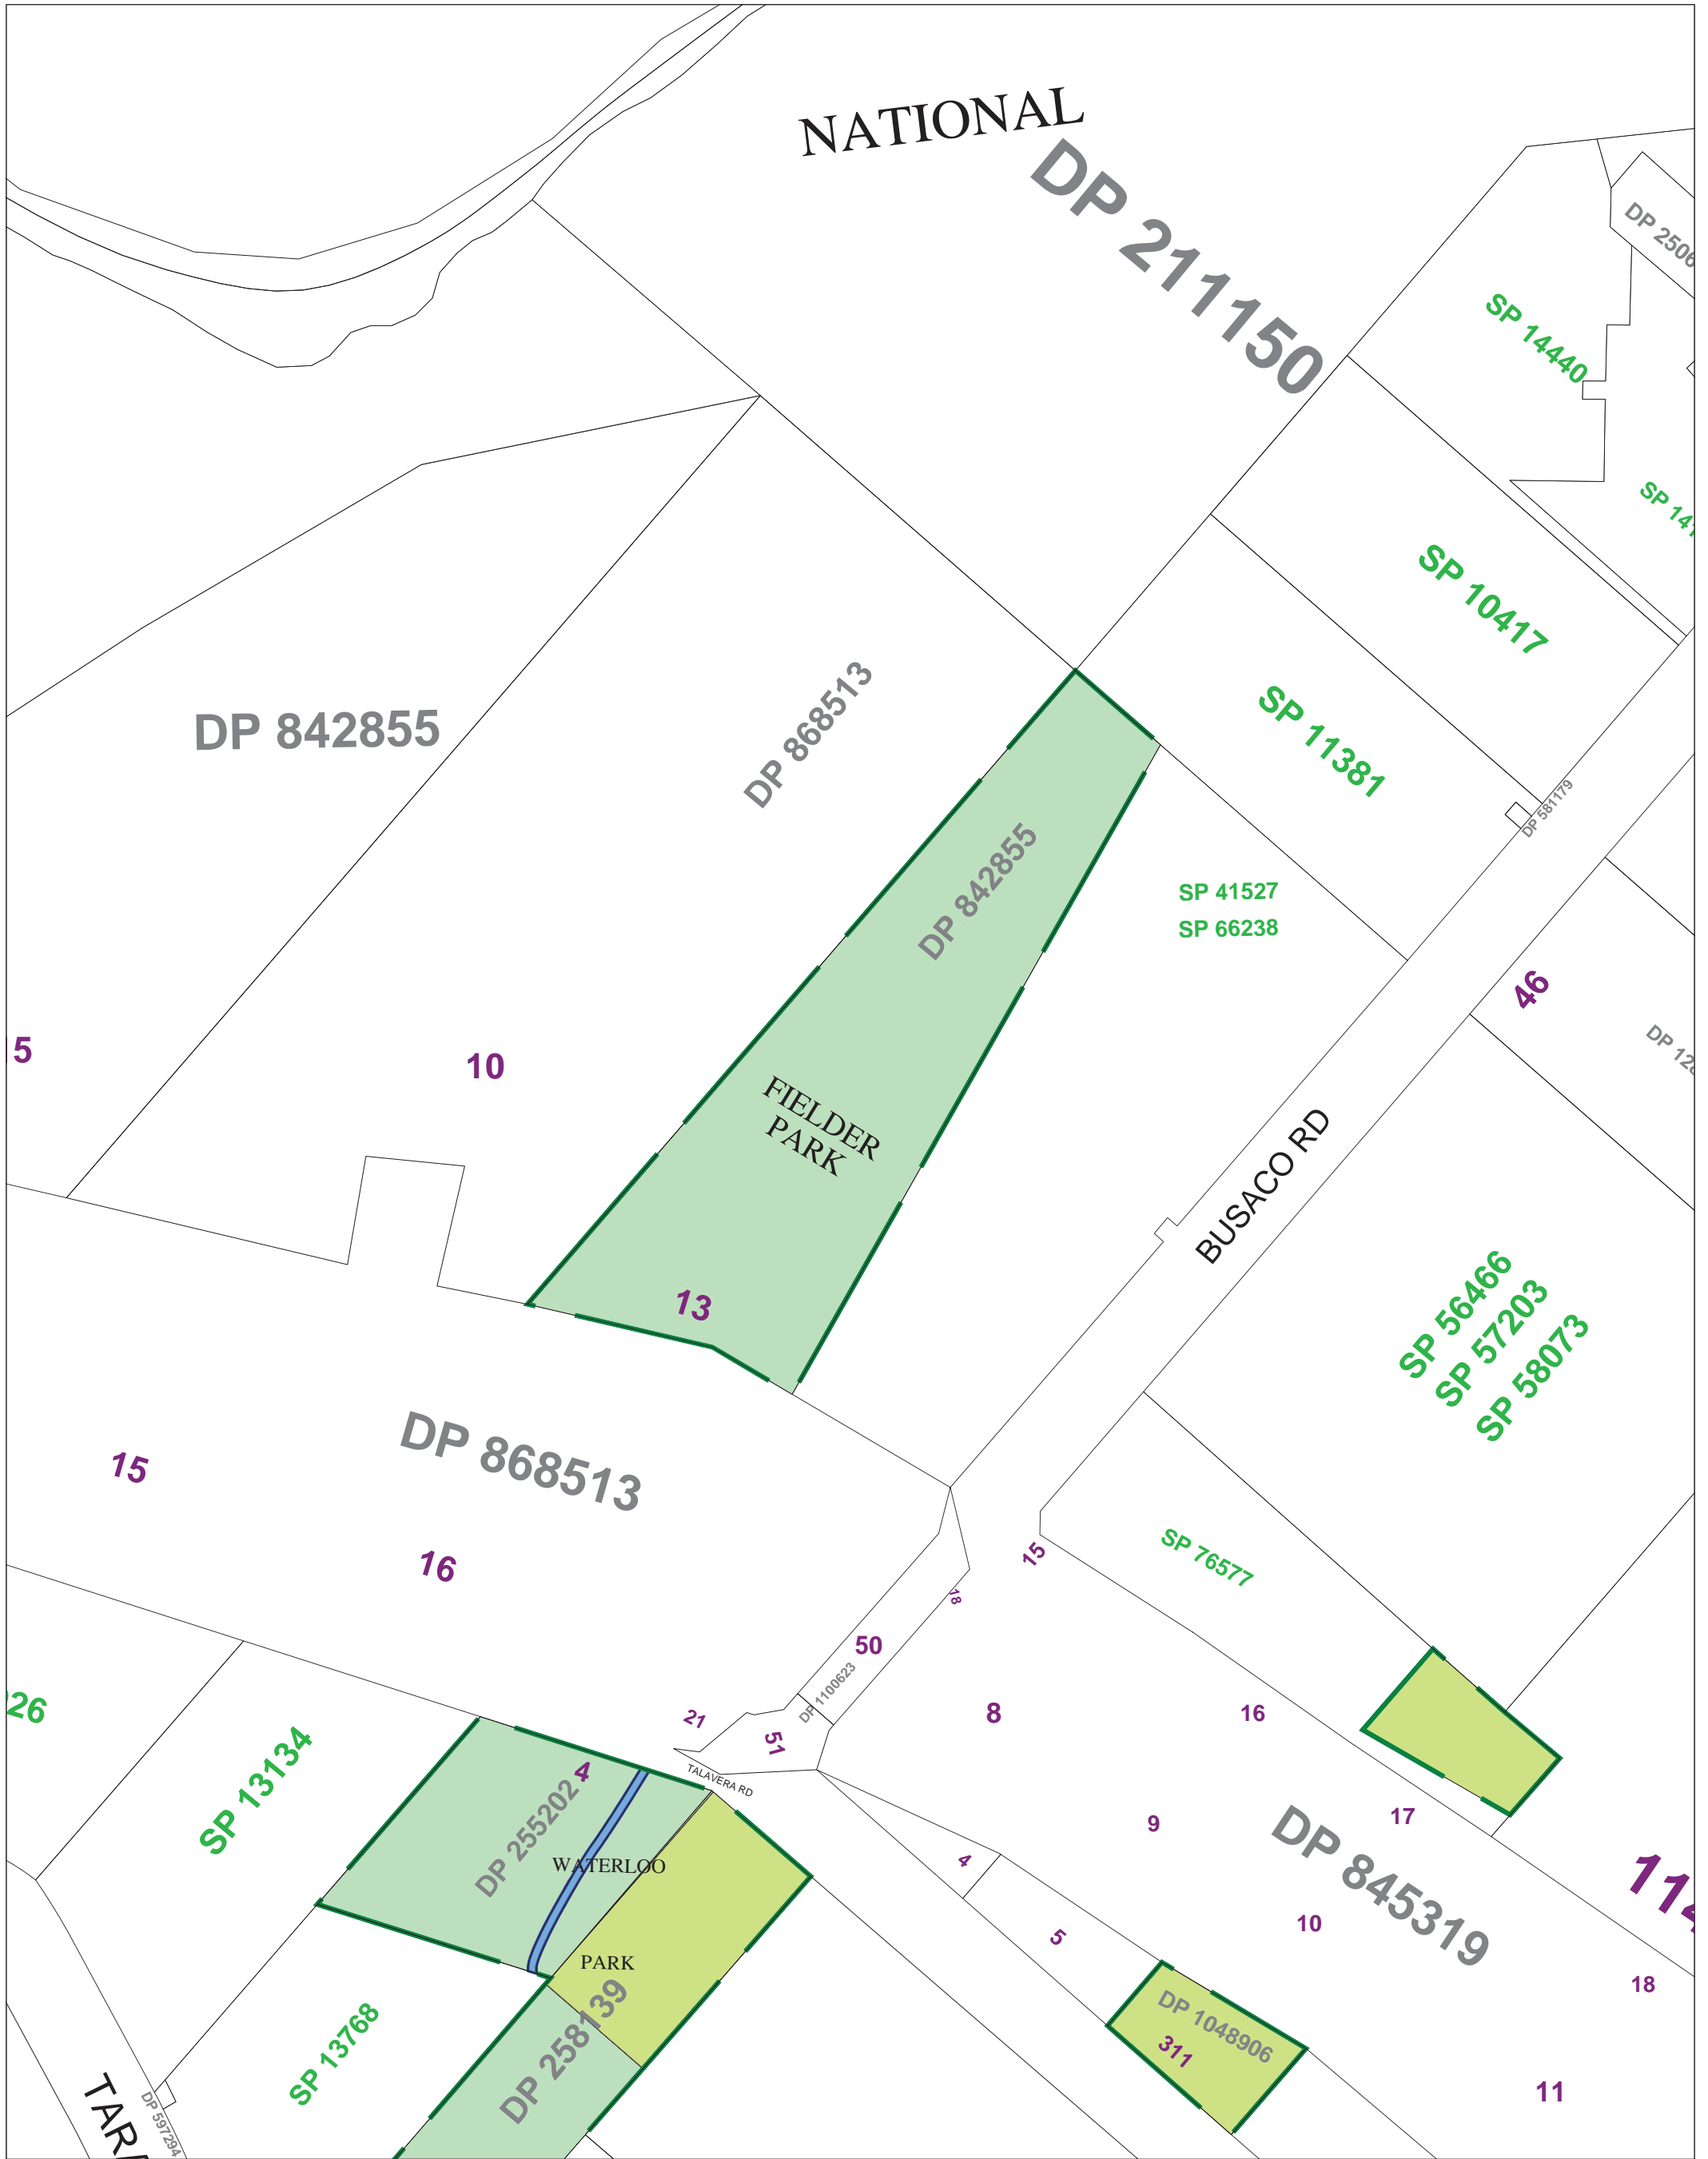 NATIONAL
DP 211150
DP 2506
SP 14440
SP 147
SP 10417
SP 11381
DP 581179
DP 842855
DP 868513
DP 842855
SP 41527
SP 66238
46
DP 128
5
10
FIELDER
PARK
BUSACO RD
13
SP 56466
SP 57203
SP 58073
DP 868513
15
16
15
SP 76577
18
50
DP 1100623
21
51
8
16
26
SP 13134
4
TALAVERA RD
DP 255202
WATERLOO
9
17
DP 845319
114
4
10
5
PARK
DP 258139
18
DP 1048906
311
SP 13768
11
DP 597294
TARA